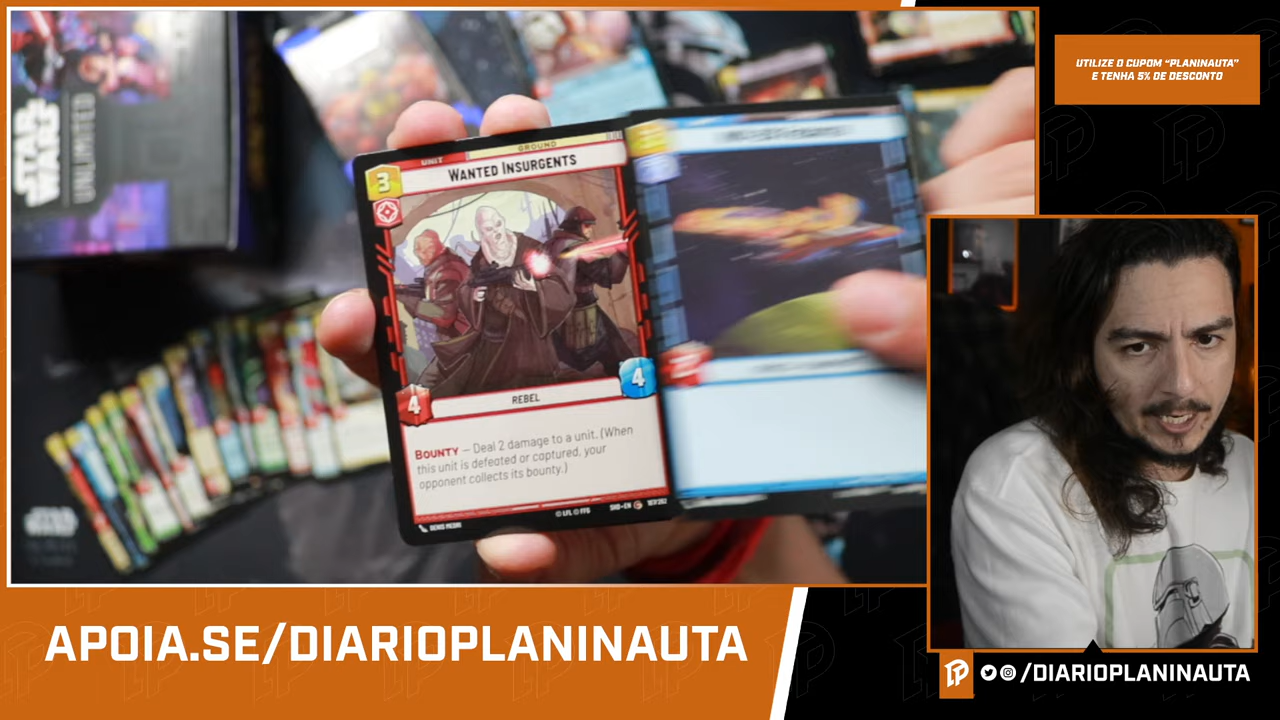 STAR
WARS
UNLIMITED
UTILIZE O CUPOM “PLANINAUTA”
E TENHA 5% DE DESCONTO
UNIT
GROUND
3
WANTED INSURGENTS
4
4
REBEL
BOUNTY — Deal 2 damage to a unit. (When
this unit is defeated or captured, your
opponent collects its bounty.)
© LFL © FFG
APOIA.SE/DIARIOPLANINAUTA
/DIARIOPLANINAUTA